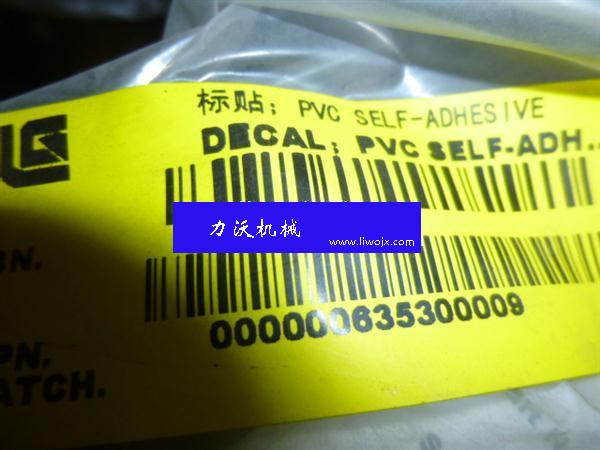 标贴; PVC SELF-ADHESIVE
DECAL; PVC SELF-ADH..
力沃机械
www.liwojx.com
BN.
000000635300009
PN.
ATCH.